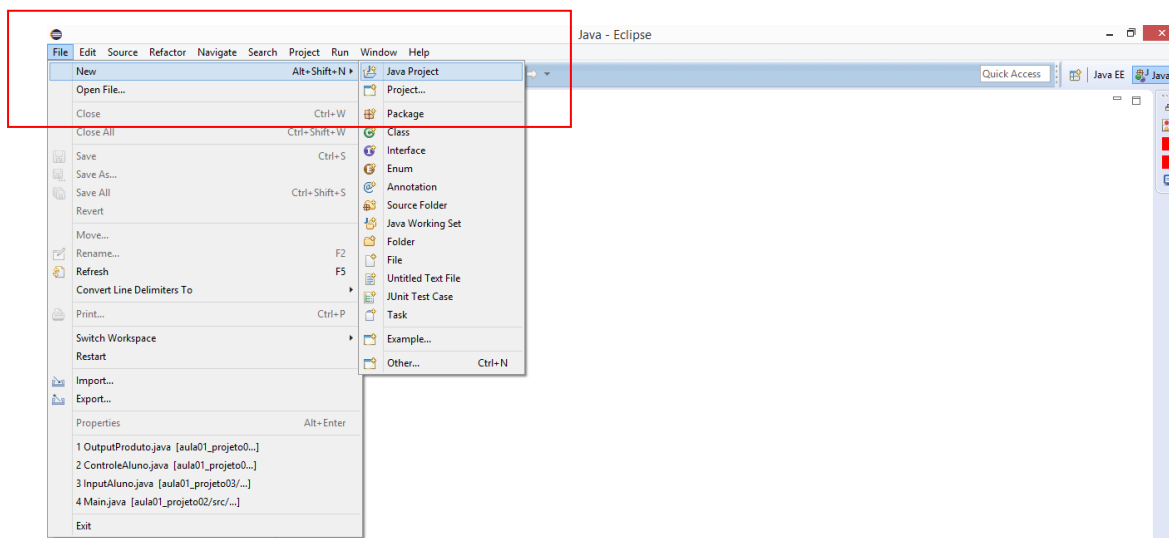 Java - Eclipse
File Edit Source Refactor Navigate Search Project Run Window Help
New Alt+Shift+N
Open File...
Close Ctrl+W
Close All Ctrl+Shift+W
Save Ctrl+S
Save As...
Save All Ctrl+Shift+S
Revert
Move...
Rename... F2
Refresh F5
Convert Line Delimiters To
Print... Ctrl+P
Switch Workspace
Restart
Import...
Export...
Properties Alt+Enter
1 OutputProduto.java [aula01_projeto0...]
2 ControleAluno.java [aula01_projeto0...]
3 InputAluno.java [aula01_projeto03/...]
4 Main.java [aula01_projeto02/src/...]
Exit
Java Project
Project...
Package
Class
Interface
Enum
Annotation
Source Folder
Java Working Set
Folder
File
Untitled Text File
JUnit Test Case
Task
Example...
Other... Ctrl+N
Quick Access
Java EE
Java